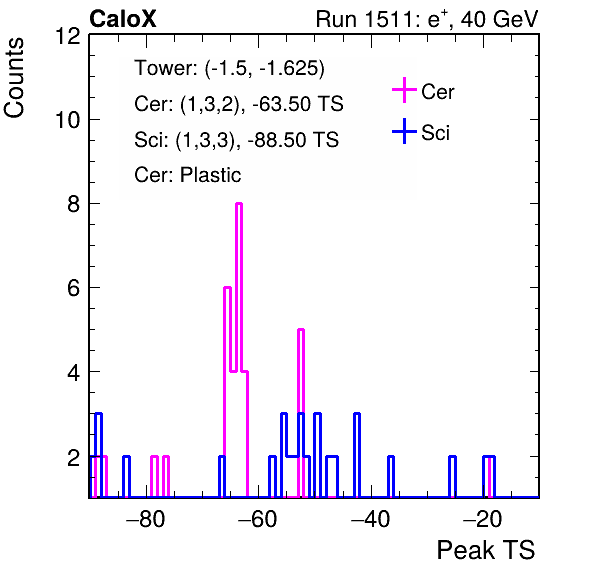 CaloX Run 1511: e+, 40 GeV
Counts
12
10
8
6
4
2
Tower: (-1.5, -1.625)
Cer: (1,3,2), -63.50 TS
Sci: (1,3,3), -88.50 TS
Cer: Plastic
Cer
Sci
−80 −60 −40 −20
Peak TS